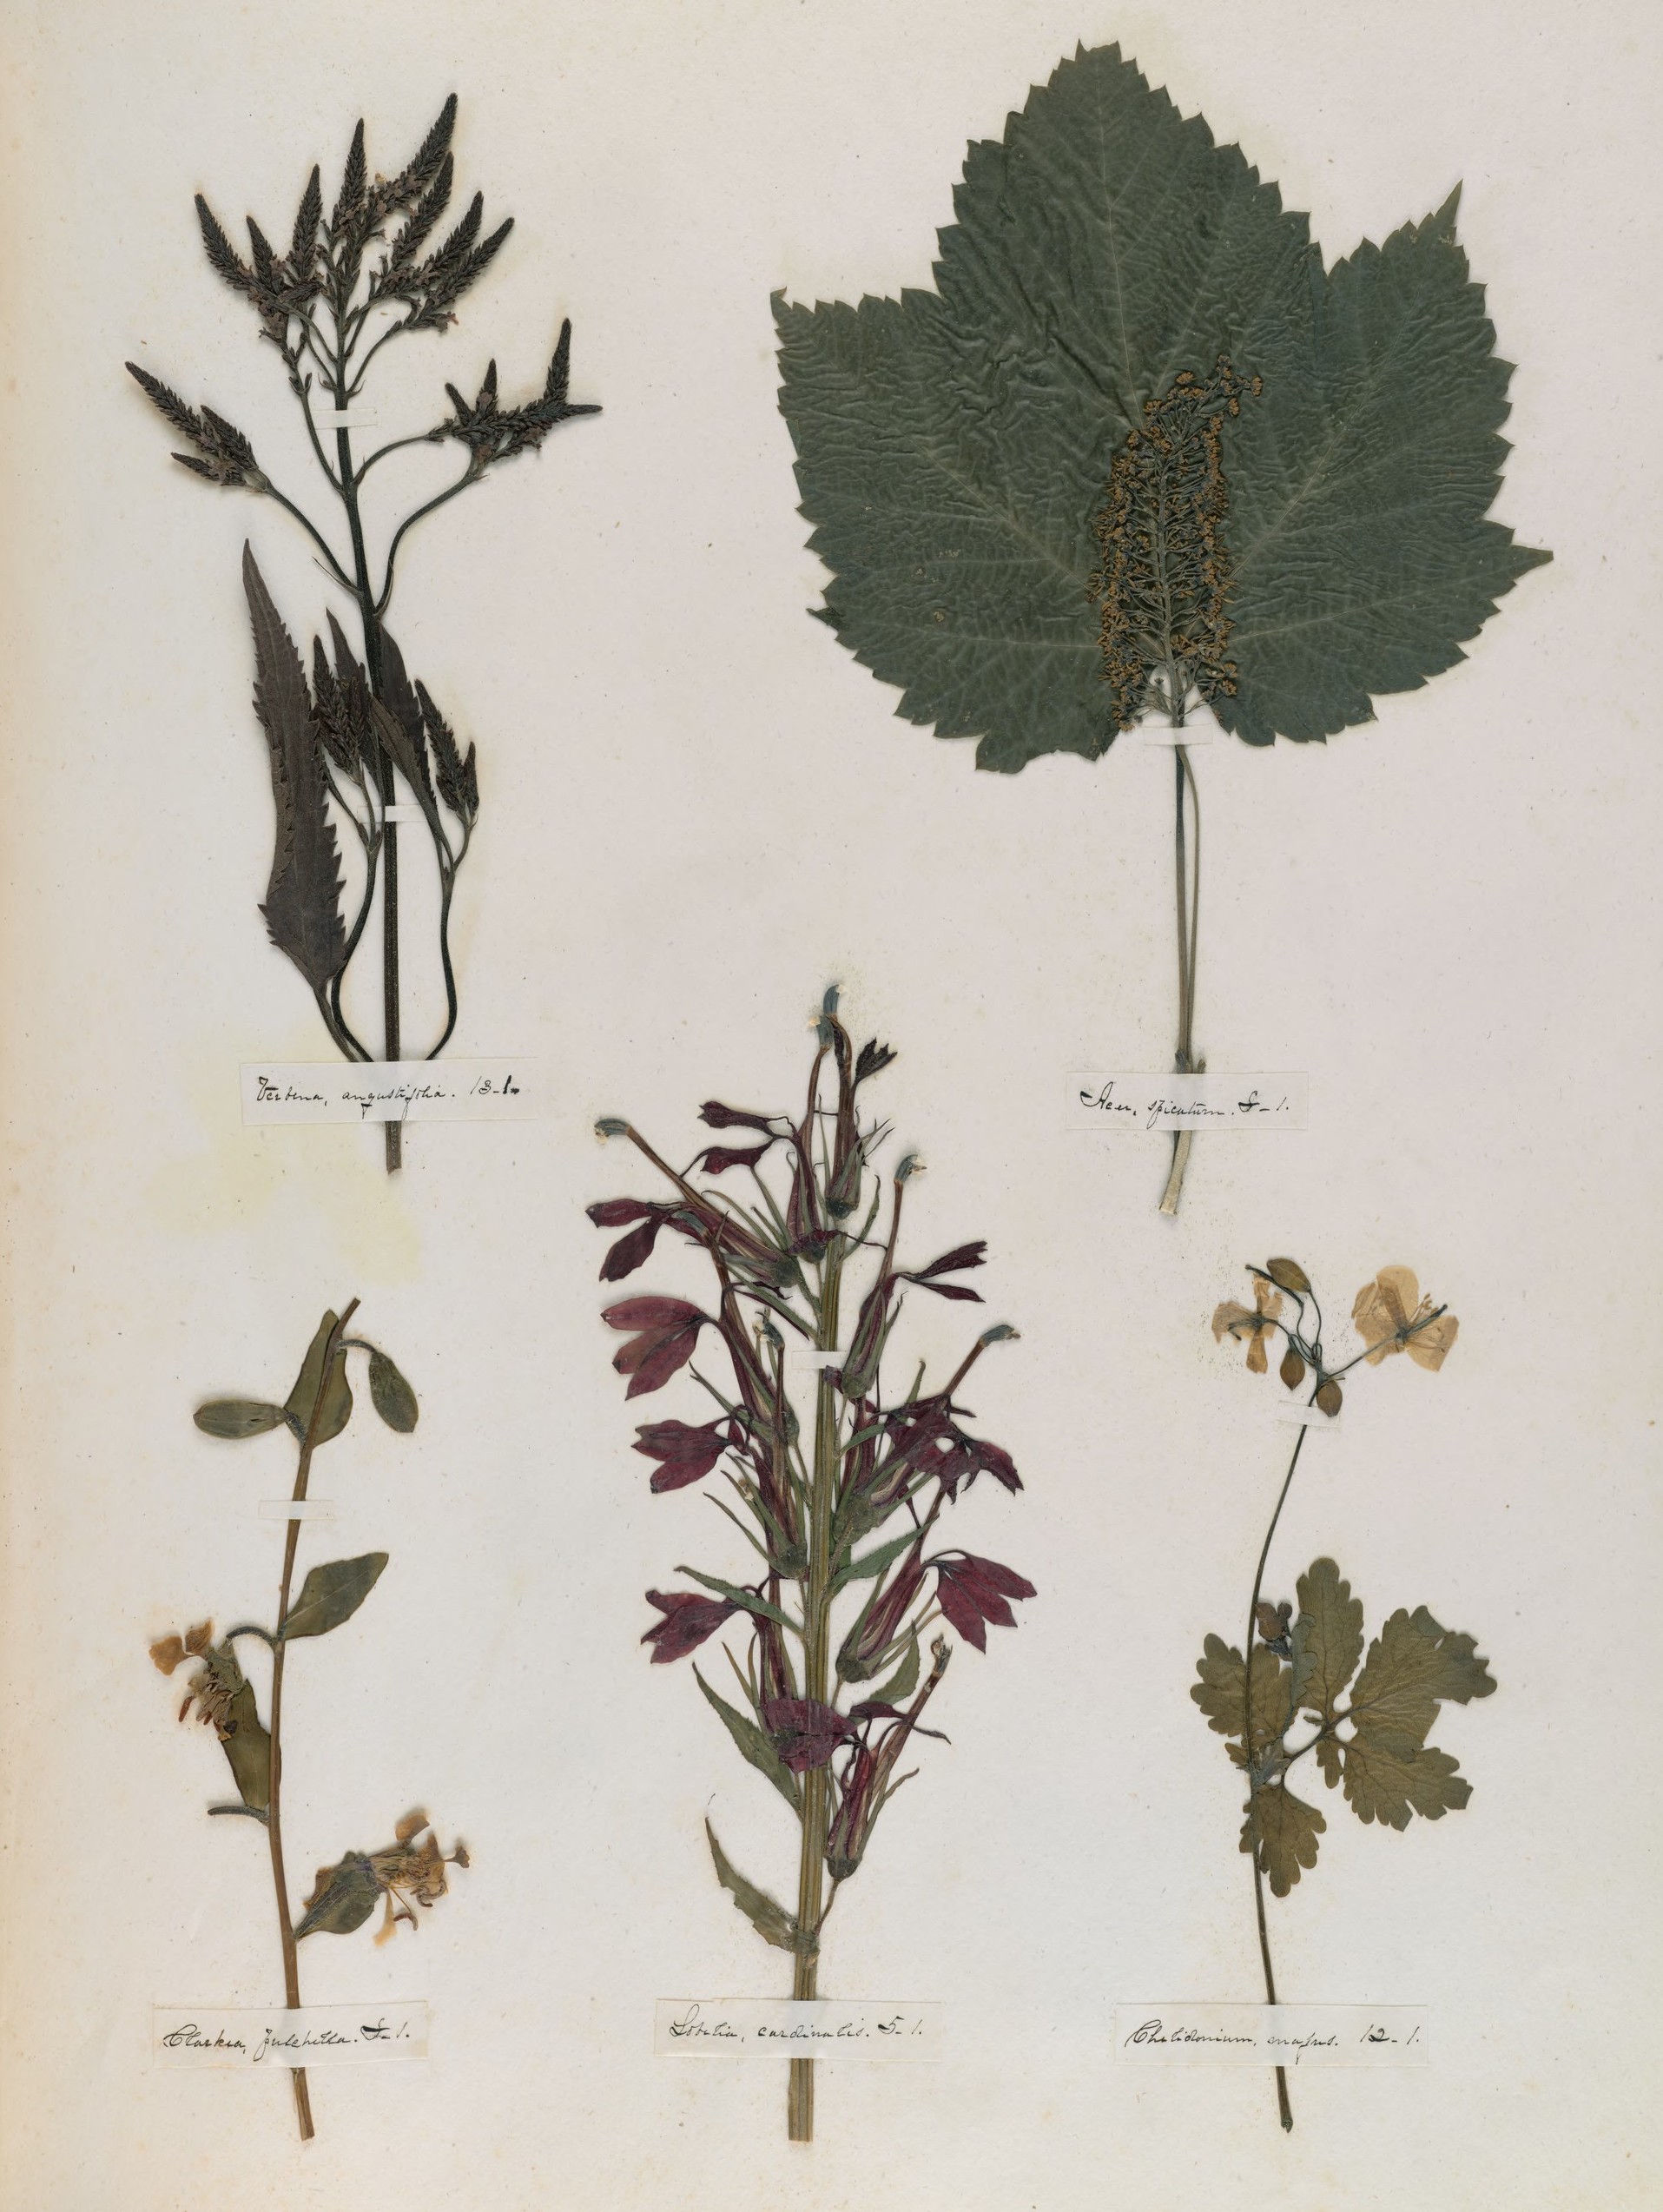 Verbena, angustifolia. 13-1.
Acer, spicatum. 8-1.
Clarkia, pulchella. 8-1.
Lobelia, cardinalis. 5-1.
Chelidonium, majus. 12-1.